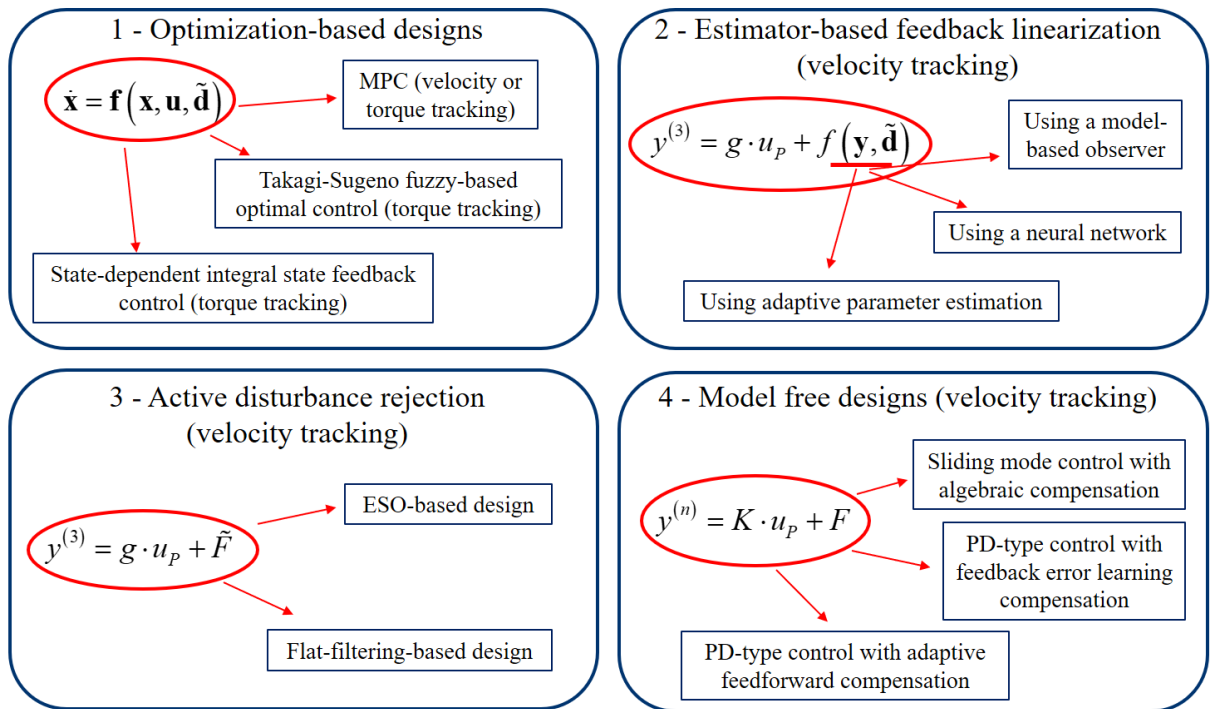 1 - Optimization-based designs
ẋ = f(x, u, d̃)
MPC (velocity or
torque tracking)
Takagi-Sugeno fuzzy-based
optimal control (torque tracking)
State-dependent integral state feedback
control (torque tracking)
2 - Estimator-based feedback linearization
(velocity tracking)
y^(3) = g · u_P + f(y, d̃)
Using a model-
based observer
Using a neural network
Using adaptive parameter estimation
3 - Active disturbance rejection
(velocity tracking)
y^(3) = g · u_P + F̃
ESO-based design
Flat-filtering-based design
4 - Model free designs (velocity tracking)
y^(n) = K · u_P + F
Sliding mode control with
algebraic compensation
PD-type control with
feedback error learning
compensation
PD-type control with adaptive
feedforward compensation